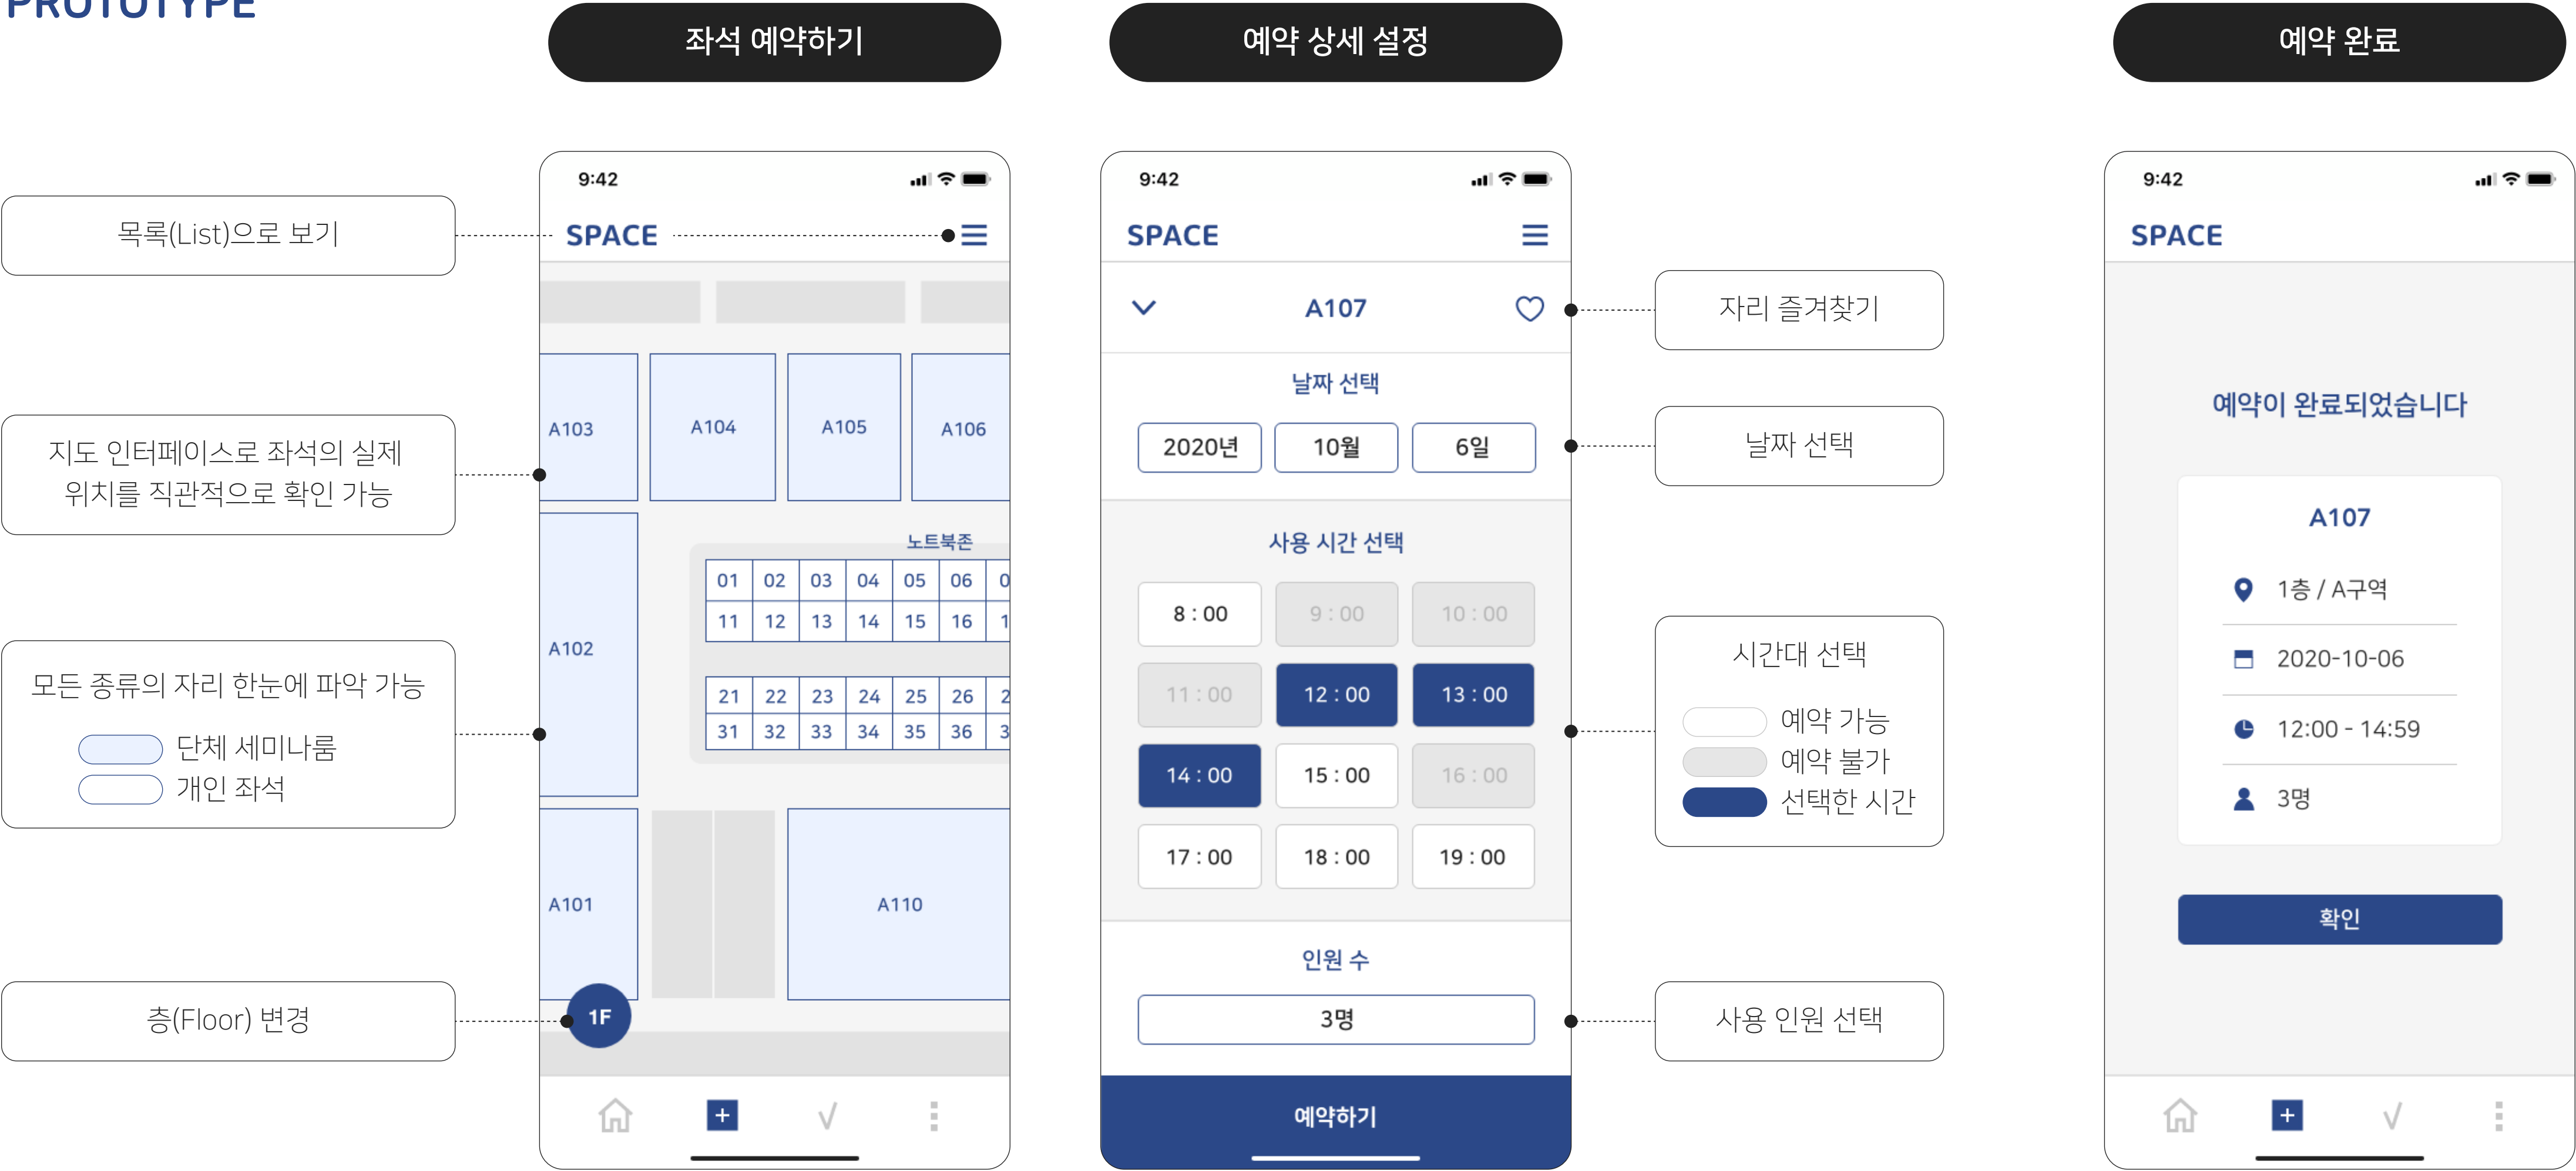 PROTOTYPE
좌석 예약하기
예약 상세 설정
예약 완료
목록(List)으로 보기
지도 인터페이스로 좌석의 실제
위치를 직관적으로 확인 가능
모든 종류의 자리 한눈에 파악 가능
단체 세미나룸
개인 좌석
층(Floor) 변경
9:42
SPACE
A103
A104
A105
A106
노트북존
01 02 03 04 05 06 0
11 12 13 14 15 16 1
A102
21 22 23 24 25 26 2
31 32 33 34 35 36 3
A101
A110
1F
9:42
SPACE
A107
날짜 선택
2020년 10월 6일
사용 시간 선택
8 : 00 9 : 00 10 : 00
11 : 00 12 : 00 13 : 00
14 : 00 15 : 00 16 : 00
17 : 00 18 : 00 19 : 00
인원 수
3명
예약하기
자리 즐겨찾기
날짜 선택
시간대 선택
예약 가능
예약 불가
선택한 시간
사용 인원 선택
9:42
SPACE
예약이 완료되었습니다
A107
1층 / A구역
2020-10-06
12:00 - 14:59
3명
확인